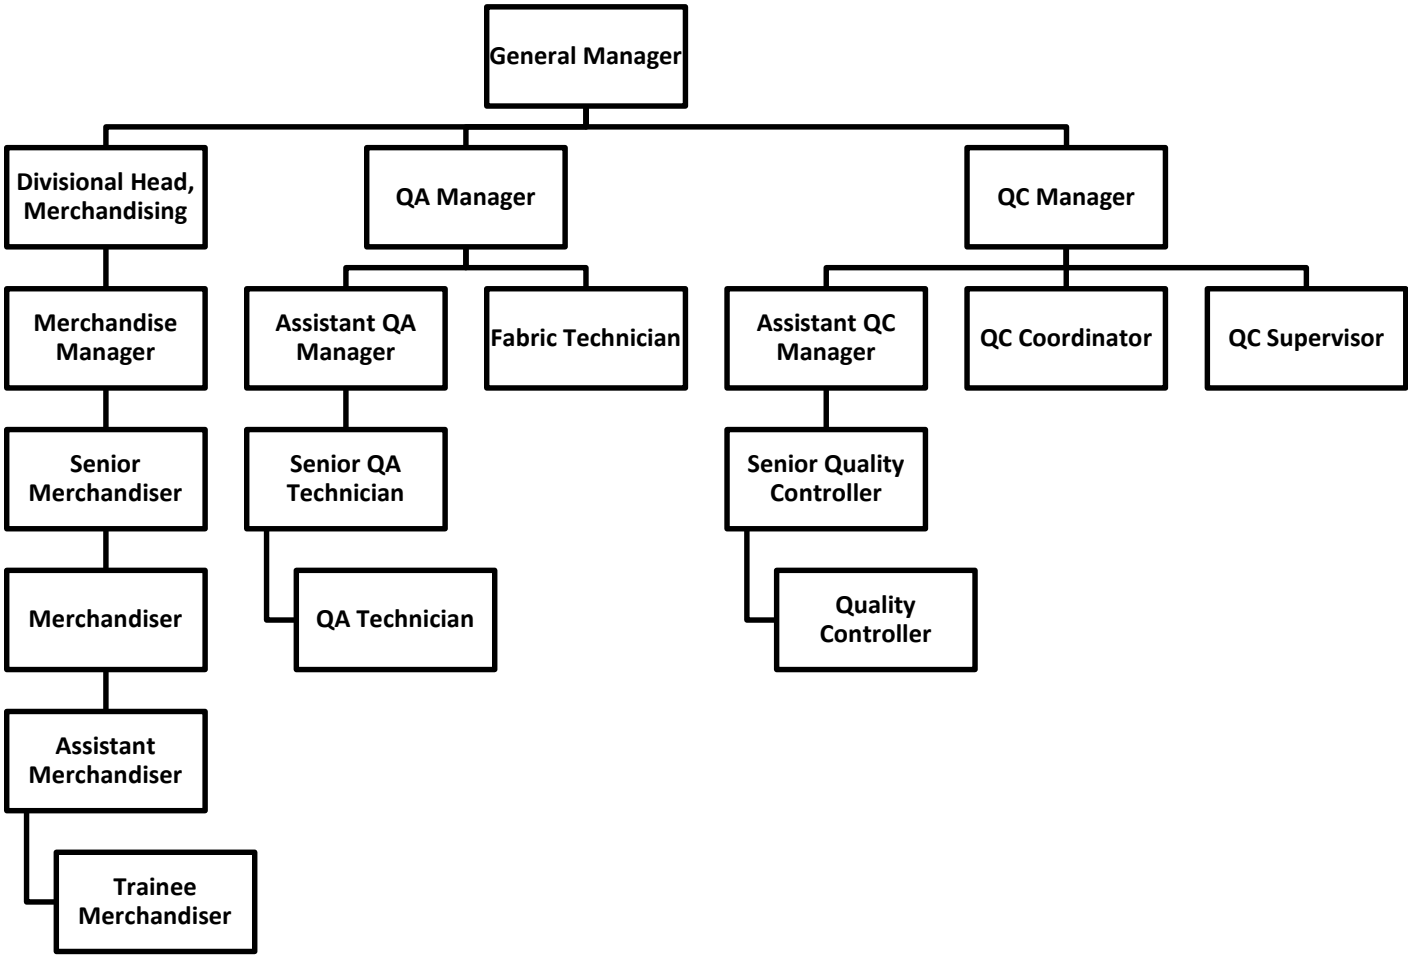 General Manager
Divisional Head,
Merchandising
QA Manager
QC Manager
Merchandise
Manager
Assistant QA
Manager
Fabric Technician
Assistant QC
Manager
QC Coordinator
QC Supervisor
Senior
Merchandiser
Senior QA
Technician
Senior Quality
Controller
Merchandiser
QA Technician
Quality
Controller
Assistant
Merchandiser
Trainee
Merchandiser